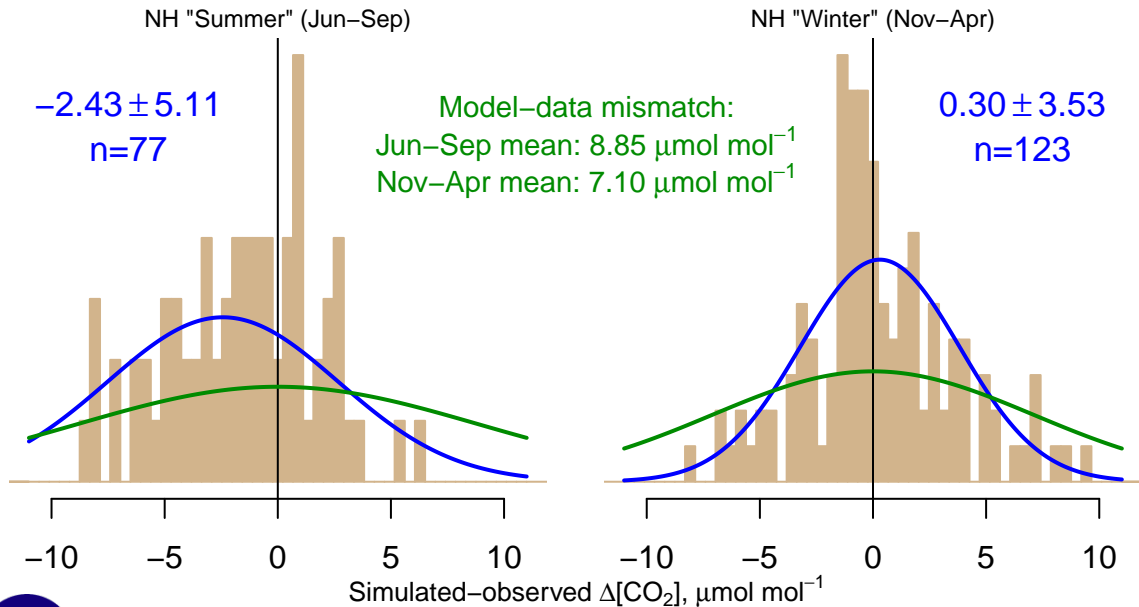 NH "Summer" (Jun−Sep)
NH "Winter" (Nov−Apr)
−2.43 ± 5.11
n=77
Model−data mismatch:
Jun−Sep mean: 8.85 μmol mol⁻¹
Nov−Apr mean: 7.10 μmol mol⁻¹
0.30 ± 3.53
n=123
−10 −5 0 5 10
−10 −5 0 5 10
Simulated−observed Δ[CO₂], μmol mol⁻¹